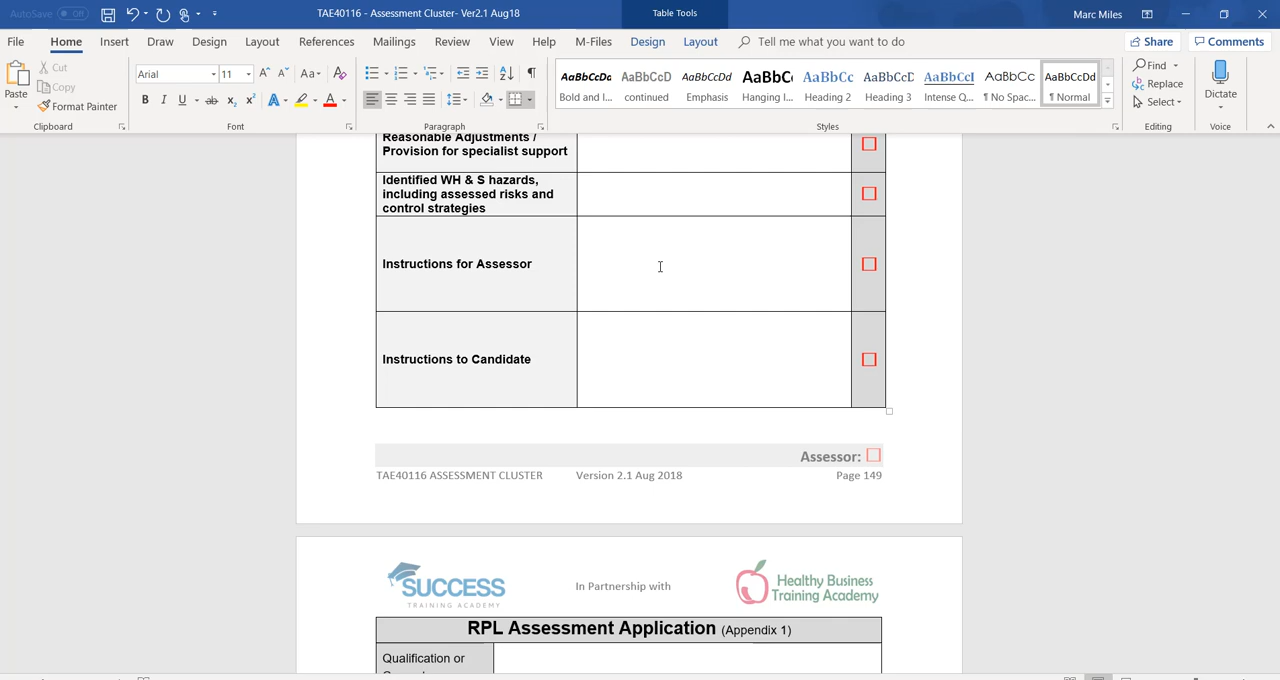 AutoSave Off
TAE40116 - Assessment Cluster- Ver2.1 Aug18
Table Tools
Marc Miles
File Home Insert Draw Design Layout References Mailings Review View Help M-Files Design Layout Tell me what you want to do Share Comments
Paste
Cut
Copy
Format Painter
Clipboard
Arial 11
Font
Paragraph
AaBbCcDc AaBbCcD AaBbCcDd AaBbCc AaBbCc AaBbCcD AaBbCcI AaBbCc AaBbCcDd
Bold and I... continued Emphasis Hanging I... Heading 2 Heading 3 Intense Q... ¶ No Spac... ¶ Normal
Styles
Find
Replace
Select
Editing
Dictate
Voice
Reasonable Adjustments /
Provision for specialist support
Identified WH & S hazards,
including assessed risks and
control strategies
Instructions for Assessor
Instructions to Candidate
Assessor:
TAE40116 ASSESSMENT CLUSTER Version 2.1 Aug 2018 Page 149
SUCCESS
TRAINING ACADEMY
In Partnership with
Healthy Business
Training Academy
RPL Assessment Application (Appendix 1)
Qualification or